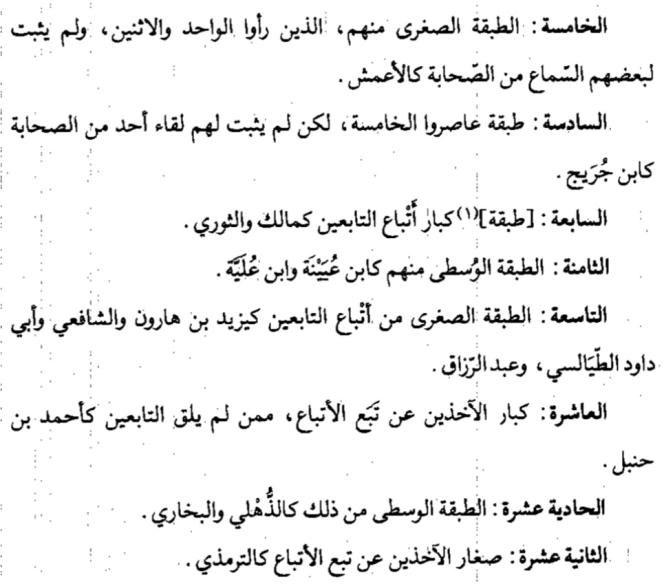 الخامسة: الطبقة الصغرى منهم، الذين رأوا الواحد والاثنين، ولم يثبت
لبعضهم السّماع من الصّحابة كالأعمش.
السادسة: طبقة عاصروا الخامسة، لكن لم يثبت لهم لقاء أحد من الصحابة
كابن جُرَيج.
السابعة: [طبقة](١) كبار أَتْباع التابعين كمالك والثوري.
الثامنة: الطبقة الوُسطى منهم كابن عُيَيْنَة وابن عُلَيَّة.
التاسعة: الطبقة الصغرى من أَتْباع التابعين كيزيد بن هارون والشافعي وأبي
داود الطَّيَالسي، وعبد الرّزاق.
العاشرة: كبار الآخذين عن تَبَع الأتباع، ممن لم يلق التابعين كأحمد بن
حنبل.
الحادية عشرة: الطبقة الوسطى من ذلك كالذُّهْلي والبخاري.
الثانية عشرة: صغار الآخذين عن تبع الأتباع كالترمذي.